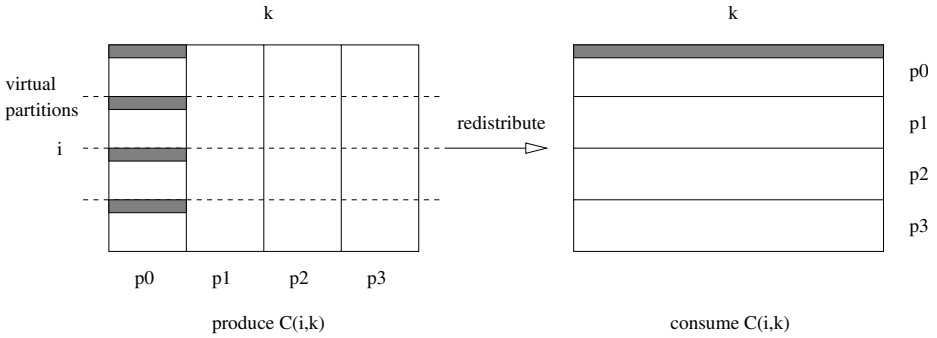 k
k
virtual
partitions
i
redistribute
p0
p1
p2
p3
p0
p1
p2
p3
produce C(i,k)
consume C(i,k)